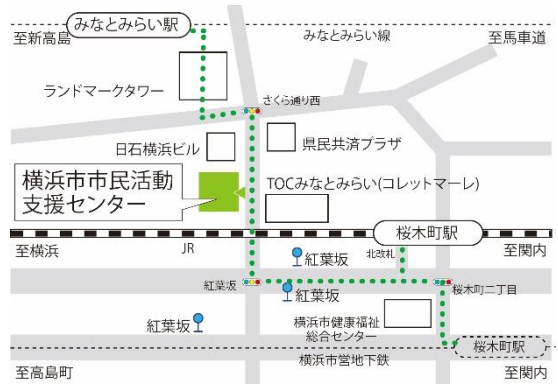 みなとみらい駅
至新高島
みなとみらい線
至馬車道
ランドマークタワー
さくら通り西
日石横浜ビル
県民共済プラザ
横浜市市民活動
支援センター
TOCみなとみらい(コレットマーレ)
桜木町駅
至横浜
JR
紅葉坂
北改札
至関内
紅葉坂
紅葉坂
桜木町二丁目
紅葉坂
横浜市健康福祉
総合センター
横浜市営地下鉄
桜木町駅
至高島町
至関内